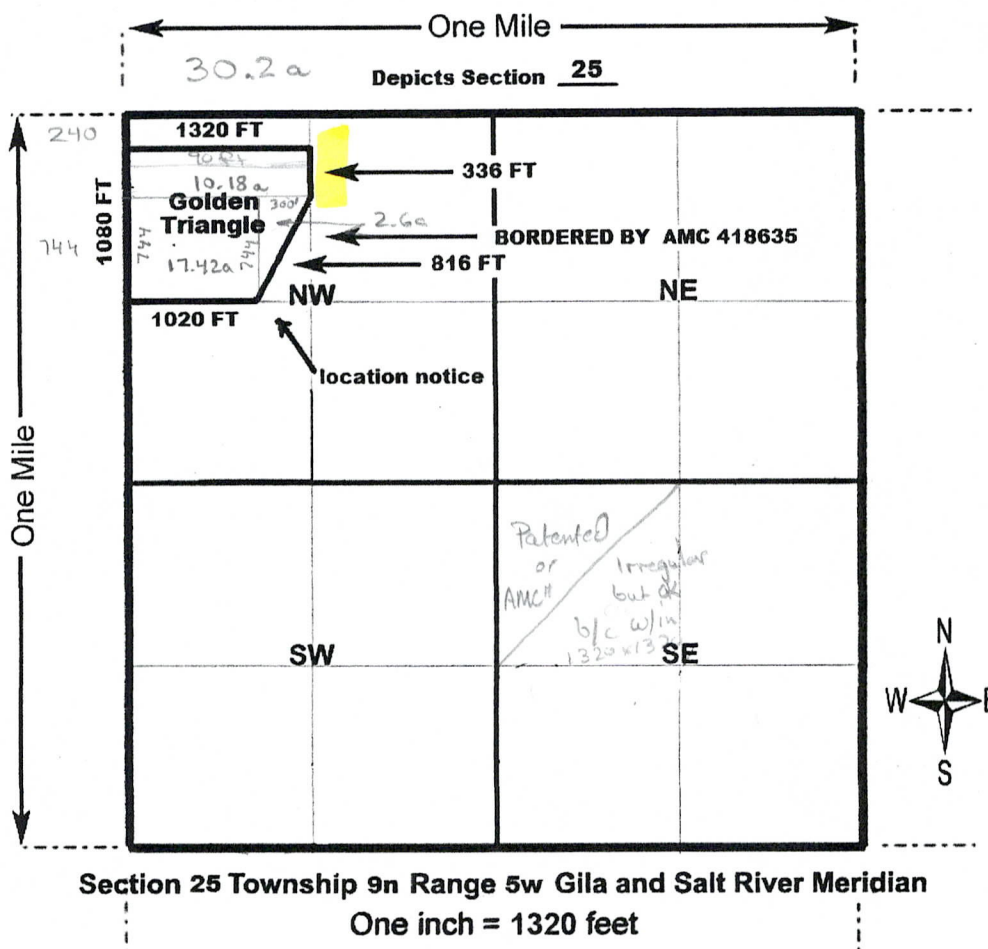 One Mile
30.2a
Depicts Section 25
240
1320 FT
90 ft
336 FT
10.18a
Golden
300'
Triangle
2.6a
BORDERED BY AMC 418635
1080 FT
744
744
17.42a
744
816 FT
NW
NE
1020 FT
location notice
One Mile
Patented
or
AMC#
Irregular
but ok
b/c w/in
1320x1320
SW
SE
N
W
E
S
Section 25 Township 9n Range 5w Gila and Salt River Meridian
One inch = 1320 feet